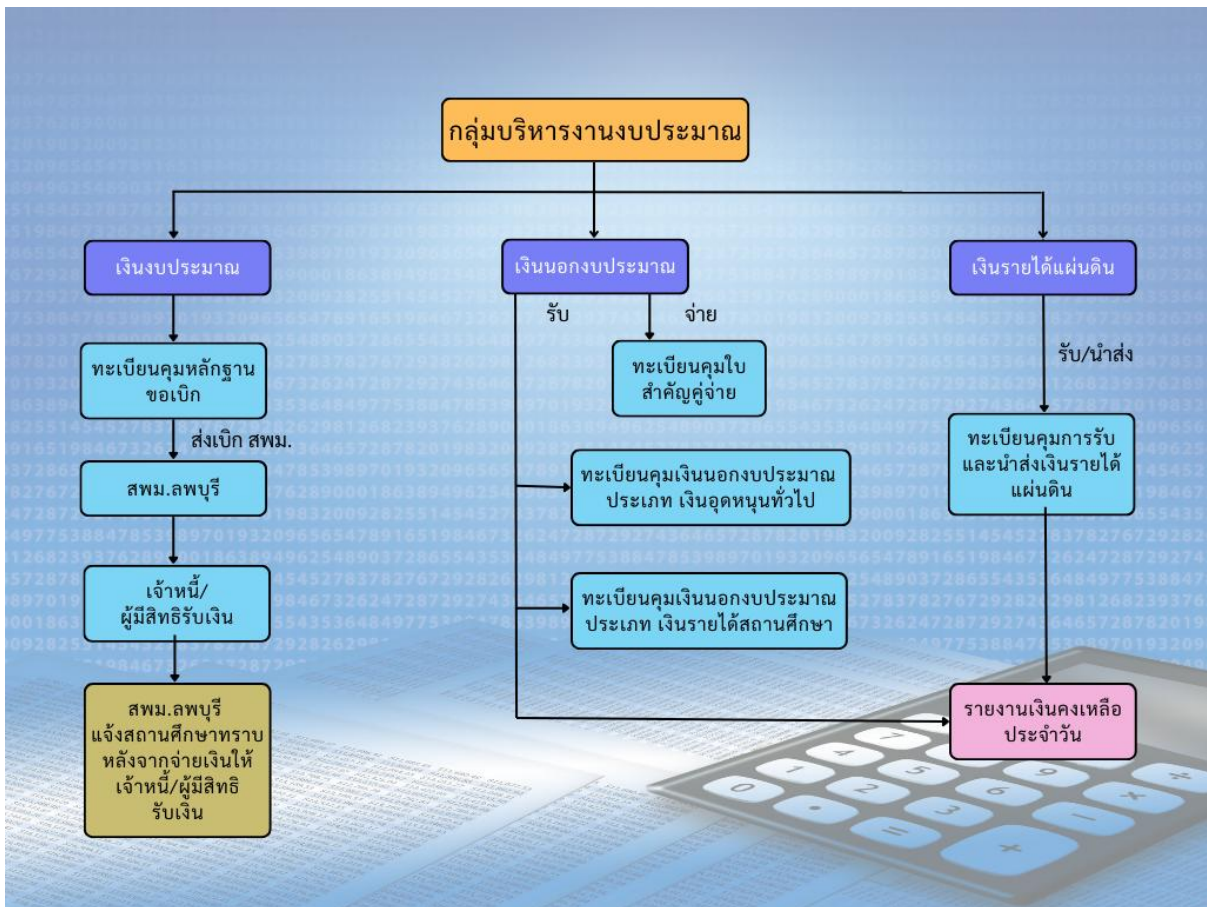 กลุ่มบริหารงานงบประมาณ
เงินงบประมาณ
ทะเบียนคุมหลักฐาน
ขอเบิก
ส่งเบิก สพม.
สพม.ลพบุรี
เจ้าหนี้/
ผู้มีสิทธิรับเงิน
สพม.ลพบุรี
แจ้งสถานศึกษาทราบ
หลังจากจ่ายเงินให้
เจ้าหนี้/ผู้มีสิทธิ
รับเงิน
เงินนอกงบประมาณ
รับ
จ่าย
ทะเบียนคุมใบ
สำคัญคู่จ่าย
ทะเบียนคุมเงินนอกงบประมาณ
ประเภท เงินอุดหนุนทั่วไป
ทะเบียนคุมเงินนอกงบประมาณ
ประเภท เงินรายได้สถานศึกษา
เงินรายได้แผ่นดิน
รับ/นำส่ง
ทะเบียนคุมการรับ
และนำส่งเงินรายได้
แผ่นดิน
รายงานเงินคงเหลือ
ประจำวัน